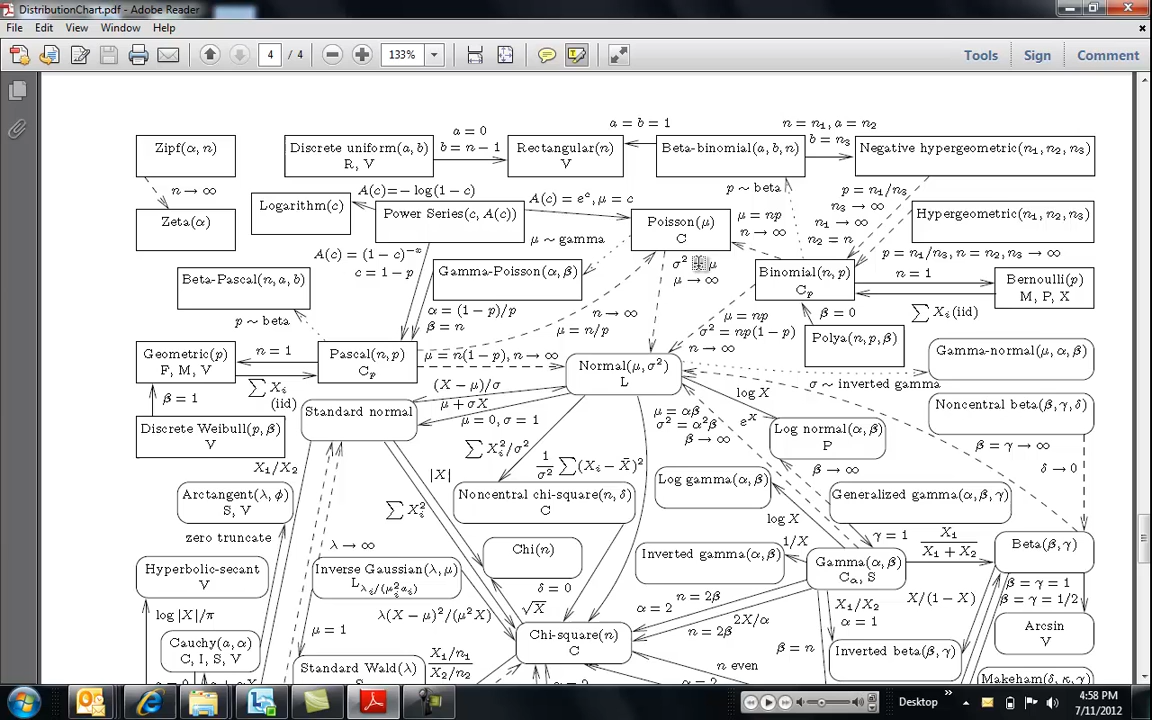 DistributionChart.pdf - Adobe Reader
File Edit View Window Help
4 / 4 133% Tools Sign Comment
Zipf(α, n)
n → ∞
Zeta(α)
Discrete uniform(a, b)
R, V
a = 0
b = n − 1
Rectangular(n)
V
a = b = 1
Beta-binomial(a, b, n)
n = n₁, a = n₂
b = n₃
Negative hypergeometric(n₁, n₂, n₃)
Logarithm(c)
A(c) = − log(1 − c)
Power Series(c, A(c))
A(c) = eᶜ, μ = c
Poisson(μ)
C
μ = np
n → ∞
p ~ beta
p = n₁/n₃
n₃ → ∞
n₁ → ∞
n₂ = n
Hypergeometric(n₁, n₂, n₃)
p = n₁/n₃, n = n₂, n₃ → ∞
μ ~ gamma
A(c) = (1 − c)⁻ˣ
c = 1 − p
Beta-Pascal(n, a, b)
Gamma-Poisson(α, β)
σ² μ
μ → ∞
Binomial(n, p)
Cₚ
n = 1
Bernoulli(p)
M, P, X
∑ Xᵢ(iid)
β = 0
Polya(n, p, β)
p ~ beta
α = (1 − p)/p
β = n
n → ∞
μ = n/p
μ = np
σ² = np(1 − p)
n → ∞
Geometric(p)
F, M, V
n = 1
∑ Xᵢ
(iid)
Pascal(n, p)
Cₚ
μ = n(1 − p), n → ∞
Normal(μ, σ²)
L
Gamma-normal(μ, α, β)
σ ~ inverted gamma
β = 1
Discrete Weibull(p, β)
V
Standard normal
(X − μ)/σ
μ + σX
μ = 0, σ = 1
log X
eˣ
μ = αβ
σ² = α²β
β → ∞
Log normal(α, β)
P
Noncentral beta(β, γ, δ)
β = γ → ∞
δ → 0
X₁/X₂
|X|
∑ Xᵢ²/σ²
1/σ² ∑(Xᵢ − X̄)²
β → ∞
Arctangent(λ, φ)
S, V
∑ Xᵢ²
Noncentral chi-square(n, δ)
C
Log gamma(α, β)
Generalized gamma(α, β, γ)
log X
γ = 1
X₁/(X₁ + X₂)
zero truncate
λ → ∞
Chi(n)
1/X
Beta(β, γ)
Hyperbolic-secant
V
Inverse Gaussian(λ, μ)
L λᵢ/(μᵢ²αᵢ)
δ = 0
Inverted gamma(α, β)
Gamma(α, β)
Cα, S
β = γ = 1
β = γ = 1/2
log |X|/π
λ(X − μ)²/(μ²X)
√X
α = 2
n = 2β
2X/α
n = 2β
X₁/X₂
α = 1
X/(1 − X)
Arcsin
V
Cauchy(a, α)
C, I, S, V
μ = 1
Chi-square(n)
C
β = n
Inverted beta(β, γ)
Standard Wald(λ)
X₁/n₁
X₂/n₂
n even
Desktop 4:58 PM
7/11/2012